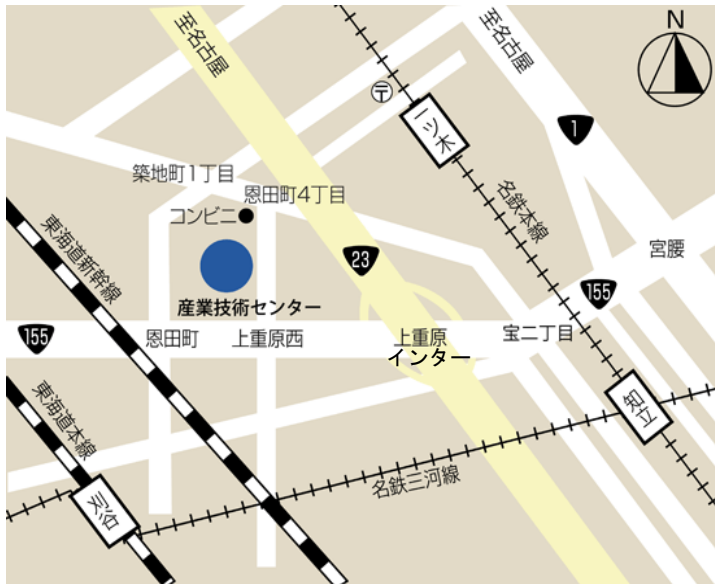 至名古屋
至名古屋
N
〒
一ツ木
1
築地町1丁目
恩田町4丁目
名鉄本線
コンビニ
東海道新幹線
23
宮腰
155
産業技術センター
155
恩田町
上重原西
上重原
インター
宝二丁目
東海道本線
知立
名鉄三河線
刈谷